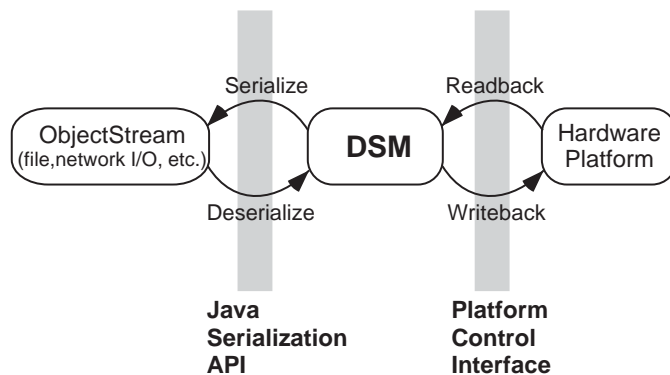 Serialize
Readback
ObjectStream
(file,network I/O, etc.)
DSM
Hardware
Platform
Deserialize
Writeback
Java
Serialization
API
Platform
Control
Interface